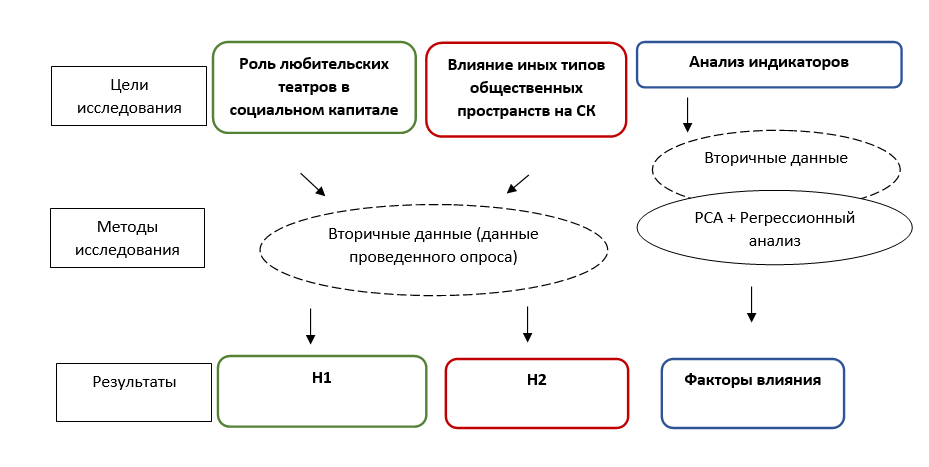 Цели
исследования
Роль любительских
театров в
социальном капитале
Влияние иных типов
общественных
пространств на СК
Анализ индикаторов
Вторичные данные
Методы
исследования
Вторичные данные (данные
проведенного опроса)
PCA + Регрессионный
анализ
Результаты
H1
H2
Факторы влияния